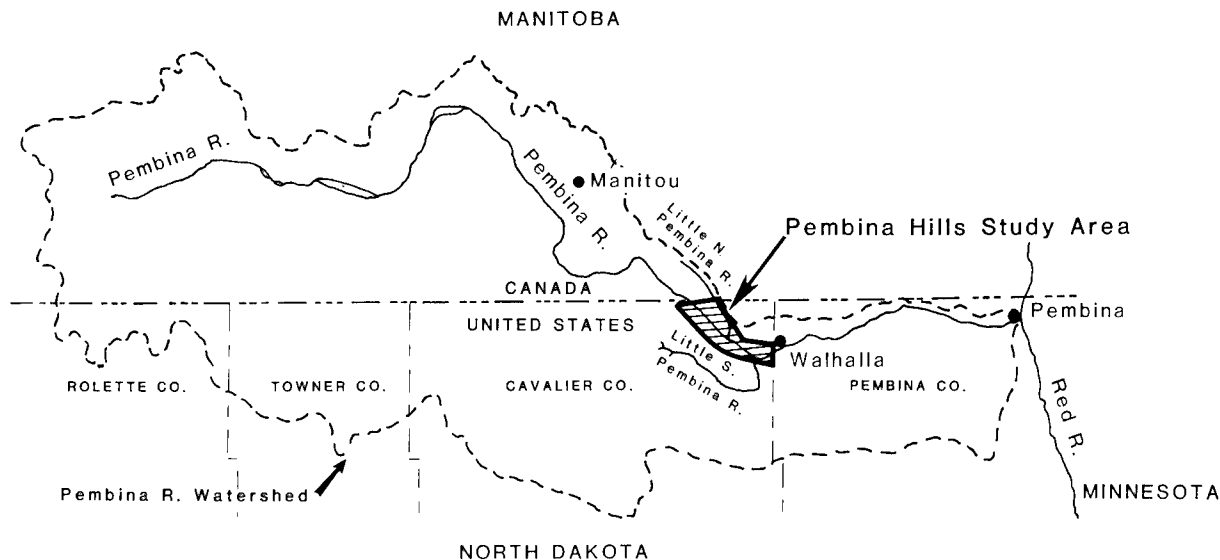 MANITOBA
Pembina R.
Manitou
Pembina R.
Little N.
Pembina R.
Pembina Hills Study Area
CANADA
UNITED STATES
Pembina
Walhalla
Little S.
Pembina R.
ROLETTE CO.
TOWNER CO.
CAVALIER CO.
PEMBINA CO.
Red R.
Pembina R. Watershed
MINNESOTA
NORTH DAKOTA